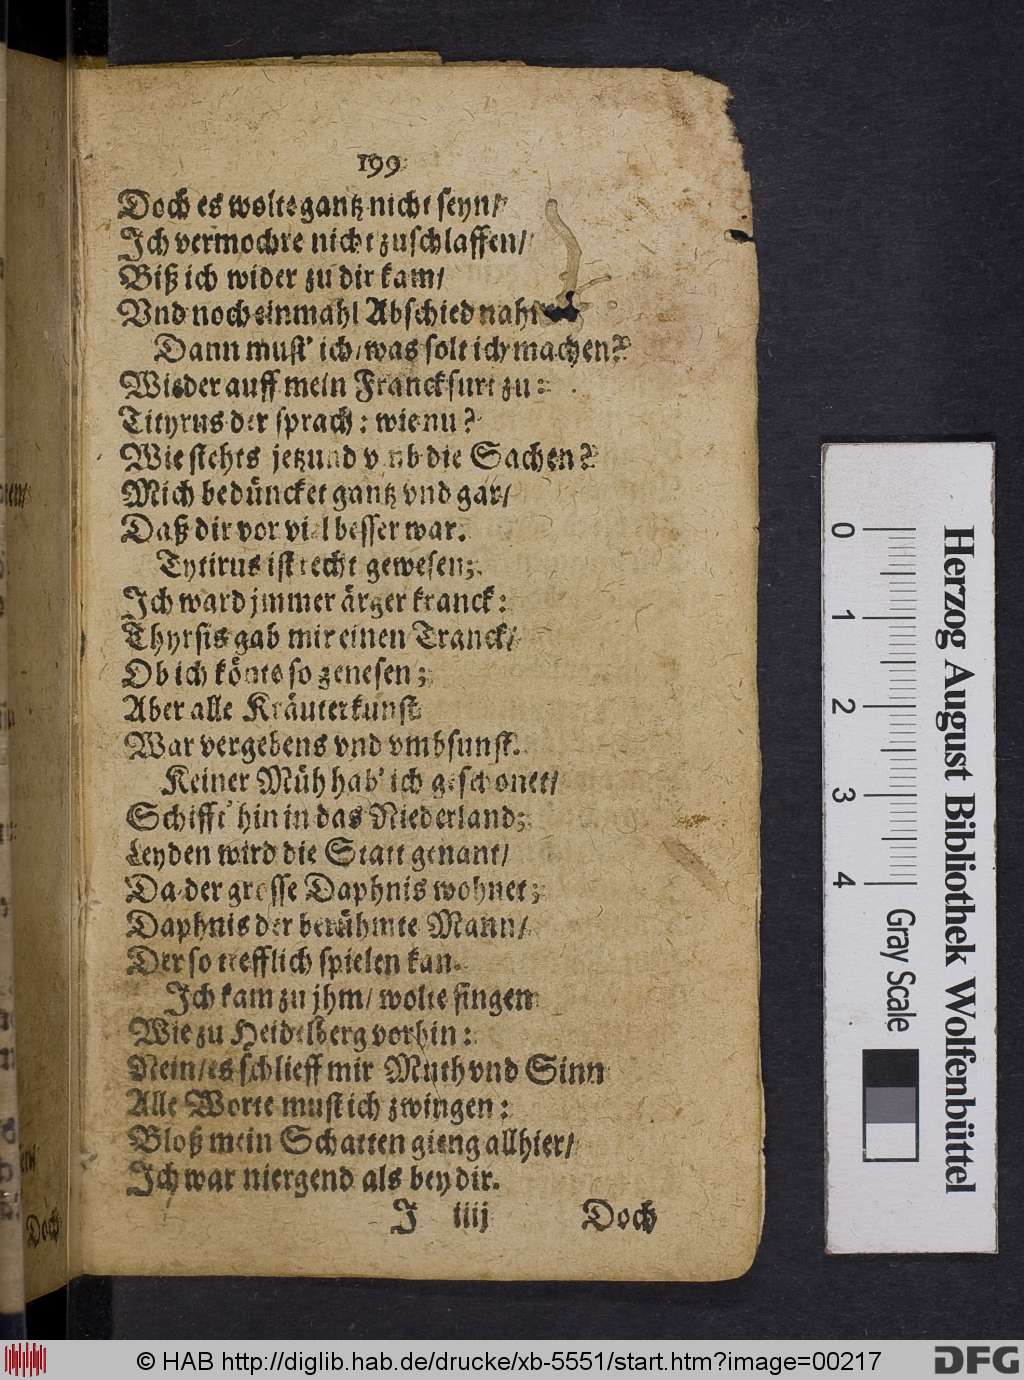 199
Doch es wolte gantz nicht seyn/
Ich vermochte nicht zuschlaffen/
Biß ich wider zu dir kam/
Vnd noch einmahl Abschied nahm
Dann must' ich/was solt ich machen?
Wieder auff mein Franckfurt zu:
Tityrus der sprach: wie nu?
Wie stehts jetzund vmb die Sachen?
Mich bedüncket gantz vnd gar/
Daß dir vor viel besser war.
Tytirus ist recht gewesen;
Ich ward jmmer ärger kranck:
Thyrsis gab mir einen Tranck/
Ob ich könte so genesen;
Aber alle Kräuterkunst
War vergebens vnd vmbsunst.
Keiner Müh hab' ich geschonet/
Schifft' hin in das Niederland;
Leyden wird die Statt genant/
Da der grosse Daphnis wohnet;
Daphnis der berühmte Mann/
Der so trefflich spielen kan.
Ich kam zu jhm/ wolte singen
Wie zu Heidelberg vorhin:
Nein/es schlieff mir Muth vnd Sinn
Alle Worte must ich zwingen:
Bloß mein Schatten gieng allhier/
Ich war niergend als bey dir.
I iiij Doch
Doch
0 1 2 3 4
Gray Scale
Herzog August Bibliothek Wolfenbüttel
© HAB http://diglib.hab.de/drucke/xb-5551/start.htm?image=00217
DFG